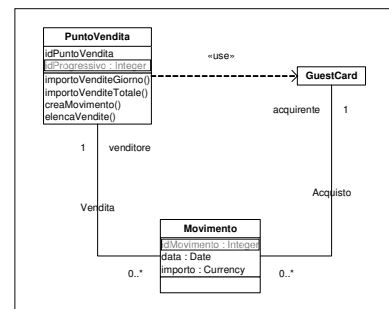 PuntoVendita
idPuntoVendita
idProgressivo : Integer
importoVenditeGiorno()
importoVenditeTotale()
creaMovimento()
elencaVendite()
«use»
GuestCard
acquirente 1
1 venditore
Vendita
Acquisto
Movimento
idMovimento : Integer
data : Date
importo : Currency
0..*
0..*